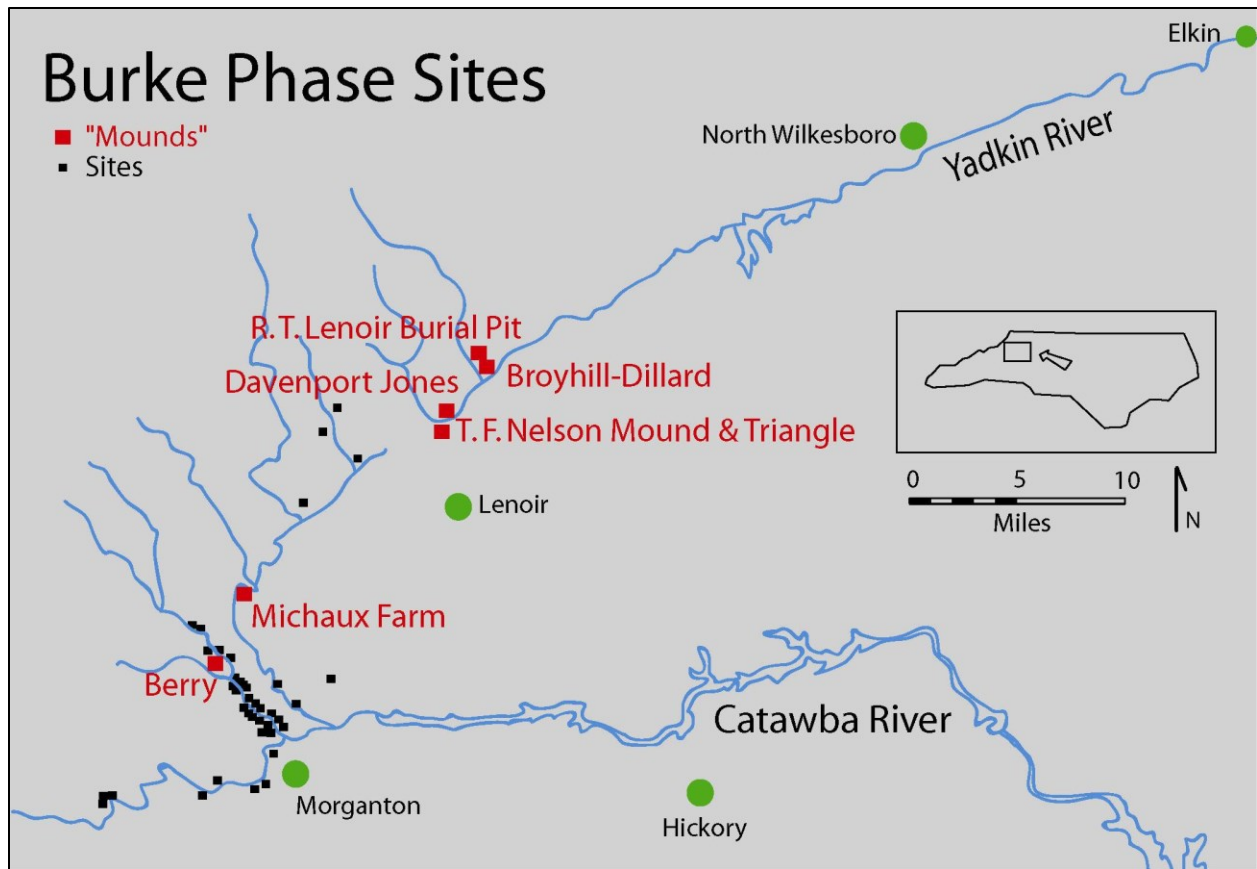 Burke Phase Sites
"Mounds"
Sites
Elkin
North Wilkesboro
Yadkin River
R. T. Lenoir Burial Pit
Davenport Jones
Broyhill-Dillard
T. F. Nelson Mound & Triangle
Lenoir
0 5 10
Miles
N
Michaux Farm
Berry
Catawba River
Morganton
Hickory